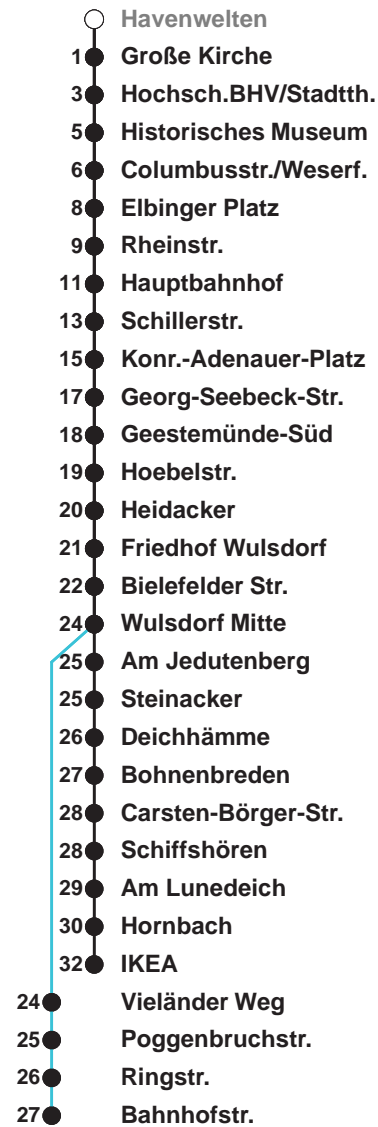 Havenwelten
1 Große Kirche
3 Hochsch.BHV/Stadtth.
5 Historisches Museum
6 Columbusstr./Weserf.
8 Elbinger Platz
9 Rheinstr.
11 Hauptbahnhof
13 Schillerstr.
15 Konr.-Adenauer-Platz
17 Georg-Seebeck-Str.
18 Geestemünde-Süd
19 Hoebelstr.
20 Heidacker
21 Friedhof Wulsdorf
22 Bielefelder Str.
24 Wulsdorf Mitte
25 Am Jedutenberg
25 Steinacker
26 Deichhämme
27 Bohnenbreden
28 Carsten-Börger-Str.
28 Schiffshören
29 Am Lunedeich
30 Hornbach
32 IKEA
24 Vieländer Weg
25 Poggenbruchstr.
26 Ringstr.
27 Bahnhofstr.